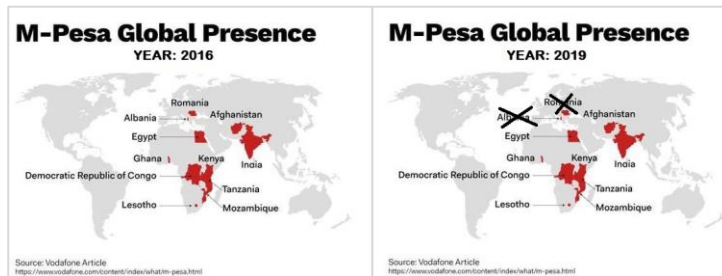 M-Pesa Global Presence
YEAR: 2016
Romania
Albania
Afghanistan
Egypt
Ghana
Kenya
India
Democratic Republic of Congo
Tanzania
Lesotho
Mozambique
Source: Vodafone Article
https://www.vodafone.com/content/index/what/m-pesa.html
M-Pesa Global Presence
YEAR: 2019
Romania
Albania
Afghanistan
Egypt
Ghana
Kenya
India
Democratic Republic of Congo
Tanzania
Lesotho
Mozambique
Source: Vodafone Article
https://www.vodafone.com/content/index/what/m-pesa.html